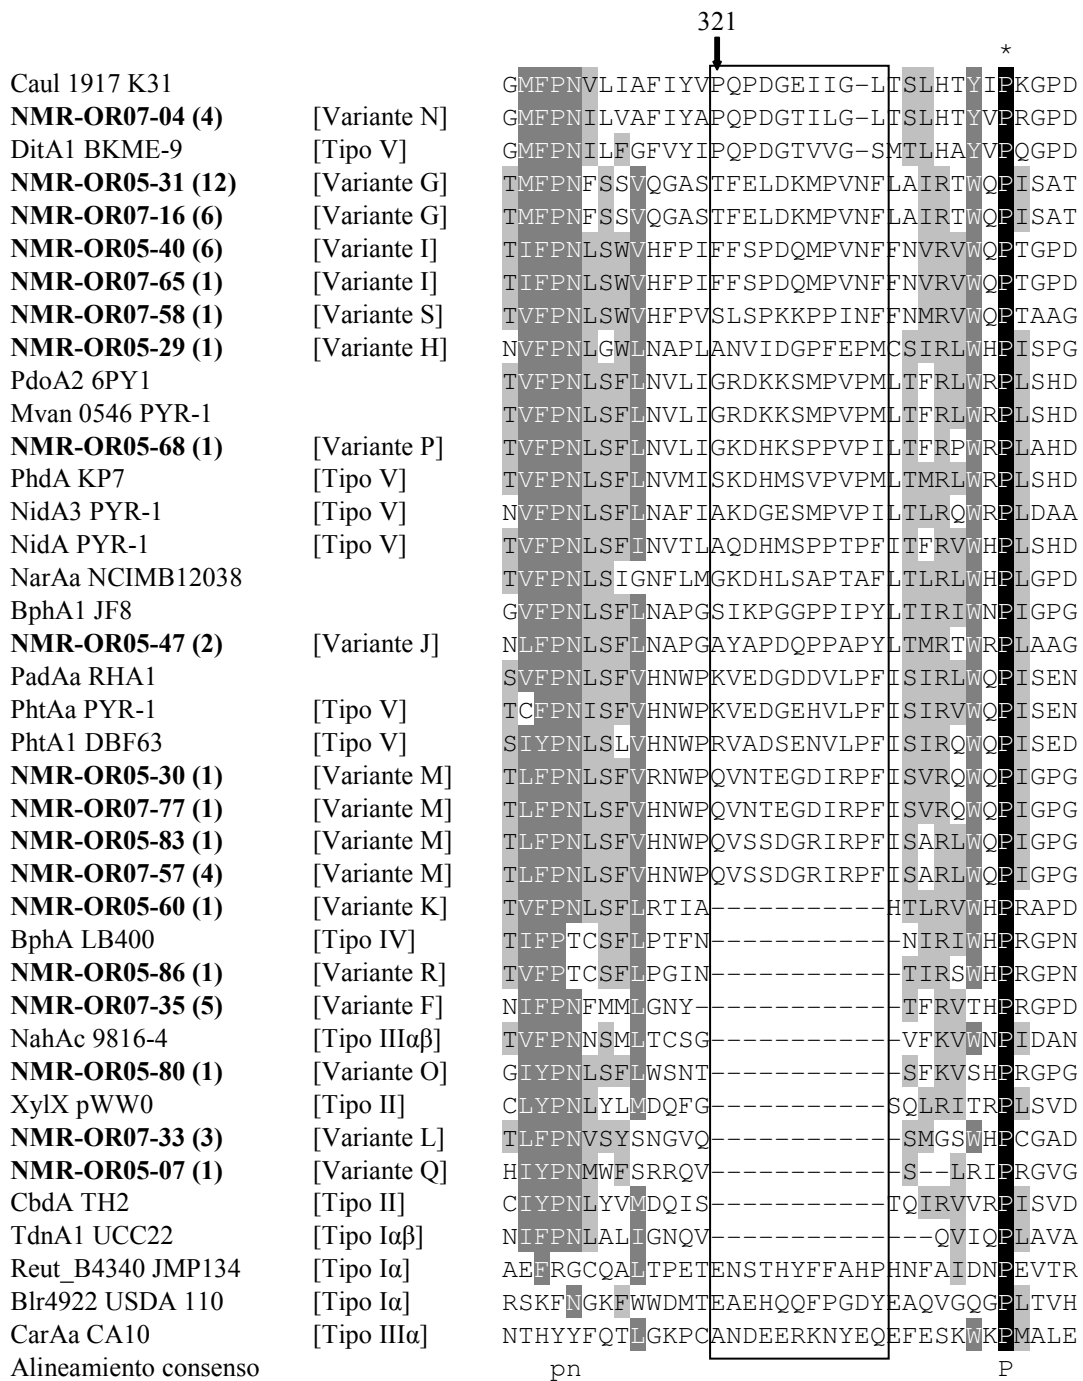 321
*
Caul 1917 K31 GMFPNVLIAFIYVPQPDGEIIG-LTSLHTYIPKGPD
NMR-OR07-04 (4) [Variante N] GMFPNILVAFIYAPQPDGTILG-LTSLHTYVPRGPD
DitA1 BKME-9 [Tipo V] GMFPNILFGFVYIPQPDGTVVG-SMTLHAYVPQGPD
NMR-OR05-31 (12) [Variante G] TMFPNFSSVQGASTFELDKMPVNFLAIRTWQPISAT
NMR-OR07-16 (6) [Variante G] TMFPNFSSVQGASTFELDKMPVNFLAIRTWQPISAT
NMR-OR05-40 (6) [Variante I] TIFPNLSWVHFPIFFSPDQMPVNFFNVRVWQPTGPD
NMR-OR07-65 (1) [Variante I] TIFPNLSWVHFPIFFSPDQMPVNFFNVRVWQPTGPD
NMR-OR07-58 (1) [Variante S] TVFPNLSWVHFPVSLSPKKPPINFFNMRVWQPTAAG
NMR-OR05-29 (1) [Variante H] NVFPNLGWLNAPLANVIDGPFEPMCSIRLWHPISPG
PdoA2 6PY1 TVFPNLSFLNVLIGRDKKSMPVPMLTFRLWRPLSHD
Mvan 0546 PYR-1 TVFPNLSFLNVLIGRDKKSMPVPMLTFRLWRPLSHD
NMR-OR05-68 (1) [Variante P] TVFPNLSFLNVLIGKDHKSPPVPILTFRPWRPLAHD
PhdA KP7 [Tipo V] TVFPNLSFLNVMISKDHMSVPVPMLTMRLWRPLSHD
NidA3 PYR-1 [Tipo V] NVFPNLSFLNAFIAKDGESMPVPILTLRQWRPLDAA
NidA PYR-1 [Tipo V] TVFPNLSFINVTLAQDHMSPPTPFITFRVWHPLSHD
NarAa NCIMB12038 TVFPNLSIGNFLMGKDHLSAPTAFLTLRLWHPLGPD
BphA1 JF8 GVFPNLSFLNAPGSIKPGGPPIPYLTIRIWNPIGPG
NMR-OR05-47 (2) [Variante J] NLFPNLSFLNAPGAYAPDQPPAPYLTMRTWRPLAAG
PadAa RHA1 SVFPNLSFVHNWPKVEDGDDVLPFISIRLWQPISEN
PhtAa PYR-1 [Tipo V] TCFPNISFVHNWPKVEDGEHVLPFISIRVWQPISEN
PhtA1 DBF63 [Tipo V] SIYPNLSLVHNWPRVADSENVLPFISIRQWQPISED
NMR-OR05-30 (1) [Variante M] TLFPNLSFVRNWPQVNTEGDIRPFISVRQWQPIGPG
NMR-OR07-77 (1) [Variante M] TLFPNLSFVHNWPQVNTEGDIRPFISVRQWQPIGPG
NMR-OR05-83 (1) [Variante M] TLFPNLSFVHNWPQVSSDGRIRPFISARLWQPIGPG
NMR-OR07-57 (4) [Variante M] TLFPNLSFVHNWPQVSSDGRIRPFISARLWQPIGPG
NMR-OR05-60 (1) [Variante K] TVFPNLSFLRTIA------------HTLRVWHPRAPD
BphA LB400 [Tipo IV] TIFPTCSFLPTFN------------NIRIWHPRGPN
NMR-OR05-86 (1) [Variante R] TVFPTCSFLPGIN------------TIRSWHPRGPN
NMR-OR07-35 (5) [Variante F] NIFPNFMMLGNY-------------TFRVTHPRGPD
NahAc 9816-4 [Tipo IIIαβ] TVFPNNSMLTCSG------------VFKVWNPIDAN
NMR-OR05-80 (1) [Variante O] GIYPNLSFLWSNT------------SFKVSHPRGPG
XylX pWW0 [Tipo II] CLYPNLYLMDQFG------------SQLRITRPLSVD
NMR-OR07-33 (3) [Variante L] TLFPNVSYSNGVQ------------SMGSWHPCGAD
NMR-OR05-07 (1) [Variante Q] HIYPNMWFSRRQV------------S--LRIPRGVG
CbdA TH2 [Tipo II] CIYPNLYVMDQIS------------TQIRVVRPISVD
TdnA1 UCC22 [Tipo Iαβ] NIFPNLALIGNQV--------------QVIQPLAVA
Reut_B4340 JMP134 [Tipo Iα] AEFRGCQALTPETENSTHYFFAHPHNFAIDNPEVTR
Blr4922 USDA 110 [Tipo Iα] RSKFNGKFWWDMTEAEHQQFPGDYEAQVGQGPLTVH
CarAa CA10 [Tipo IIIα] NTHYYFQTLGKPCANDEERKNYEQEFESKWKPMALE
Alineamiento consenso pn P